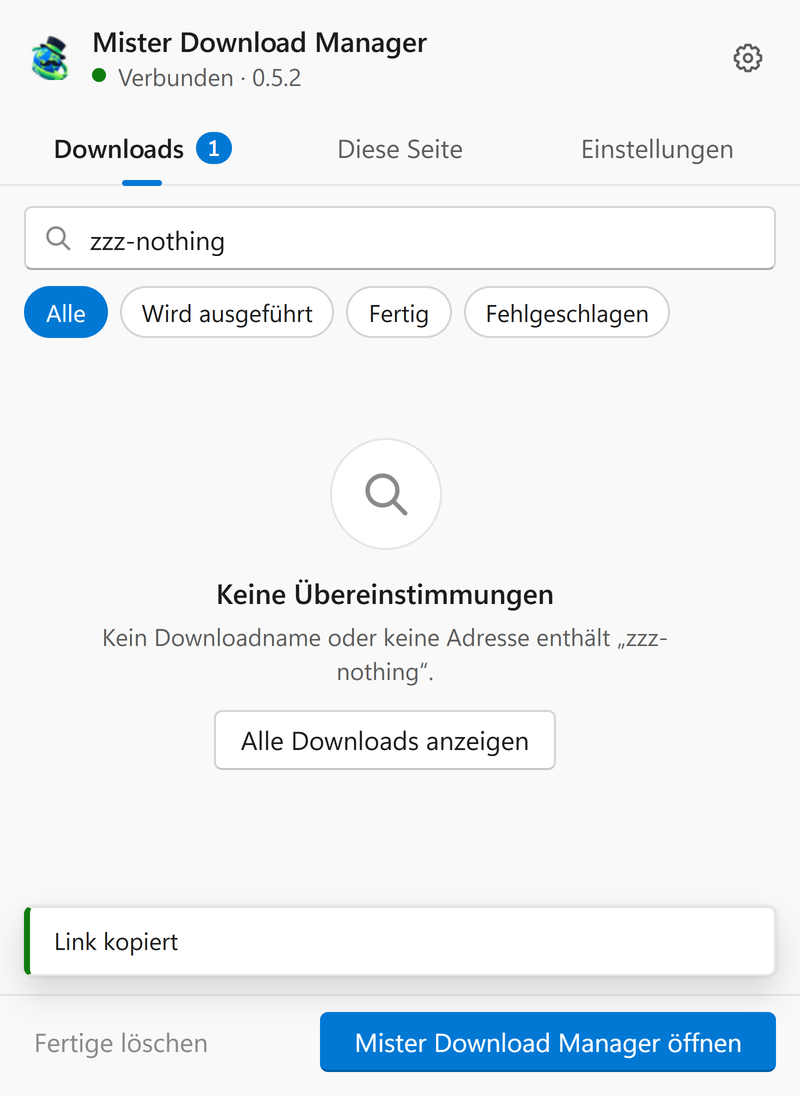 Mister Download Manager
Verbunden · 0.5.2
Downloads 1 Diese Seite Einstellungen
zzz-nothing
Alle Wird ausgeführt Fertig Fehlgeschlagen
Keine Übereinstimmungen
Kein Downloadname oder keine Adresse enthält „zzz-
nothing“.
Alle Downloads anzeigen
Link kopiert
Fertige löschen Mister Download Manager öffnen